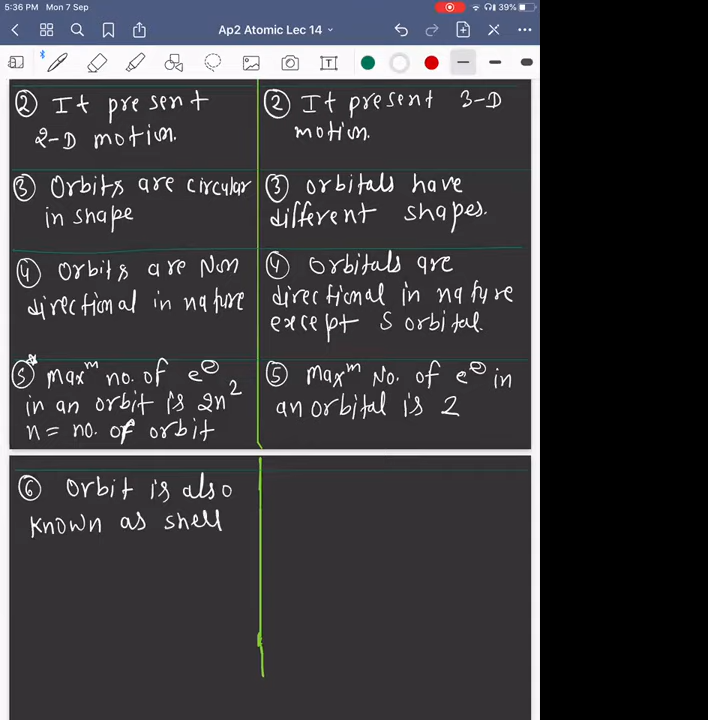 5:36 PM Mon 7 Sep
39%
Ap2 Atomic Lec 14
② It present
2-D motion.
③ Orbits are circular
in shape
④ Orbits are Non
directional in nature
⑤* Maxᵐ no. of e⊖
in an orbit is 2n²
n = no. of orbit
⑥ Orbit is also
known as shell
② It present 3-D
motion.
③ orbitals have
different shapes.
④ Orbitals are
directional in nature
except S orbital.
⑤ Maxᵐ No. of e⊖ in
an orbital is 2